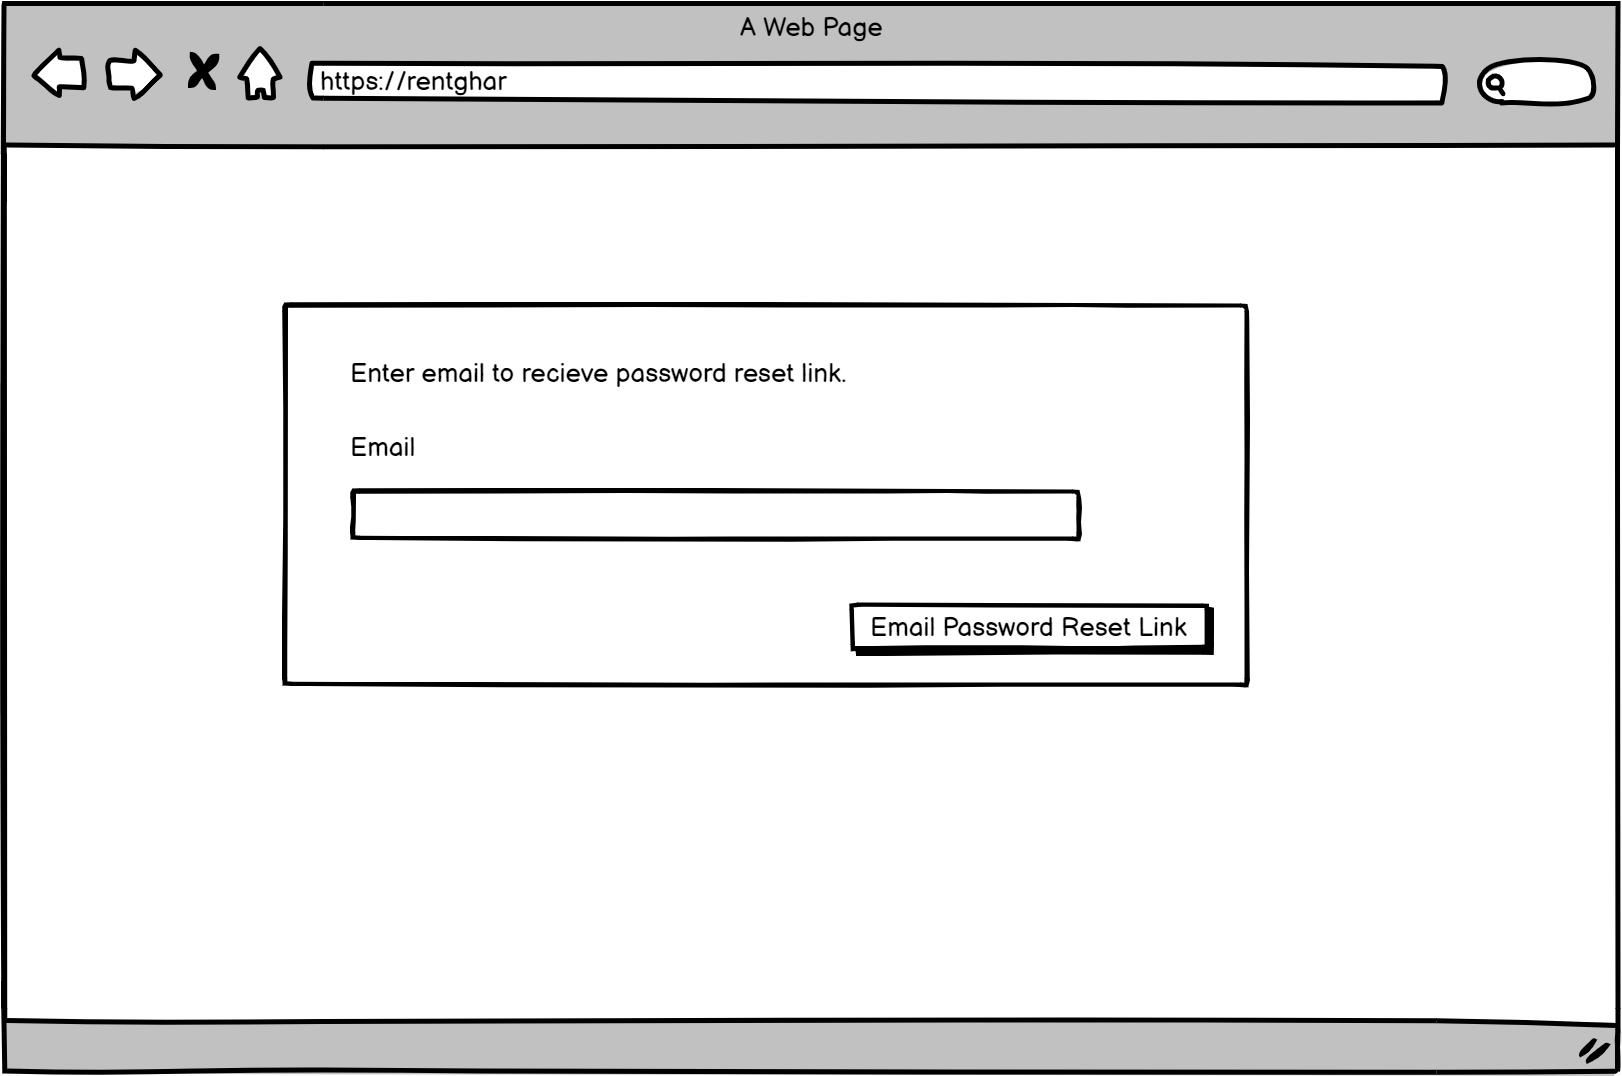 A Web Page
https://rentghar
Enter email to recieve password reset link.
Email
Email Password Reset Link